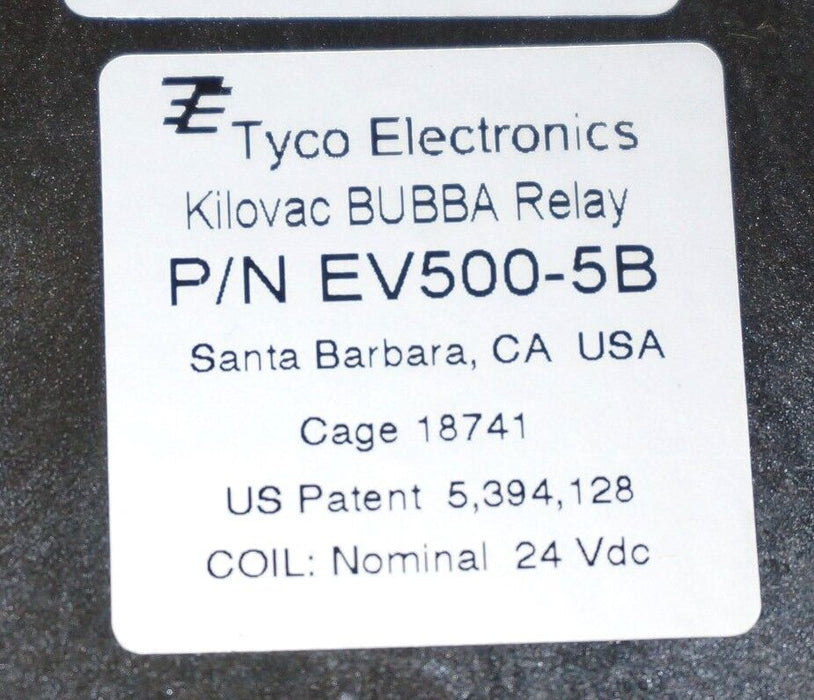 Tyco Electronics
Kilovac BUBBA Relay
P/N EV500-5B
Santa Barbara, CA USA
Cage 18741
US Patent 5,394,128
COIL: Nominal 24 Vdc